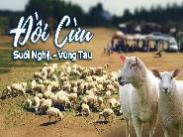 Đồi Cừu
Suối Nghệ - Vũng Tàu